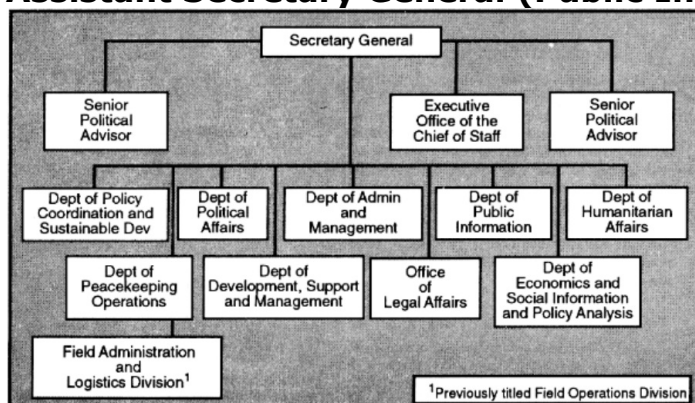 Assistant Secretary General (Public
Secretary General
Senior
Political
Advisor
Executive
Office of the
Chief of Staff
Senior
Political
Advisor
Dept of Policy
Coordination and
Sustainable Dev
Dept of
Political
Affairs
Dept of Admin
and
Management
Dept of
Public
Information
Dept of
Humanitarian
Affairs
Dept of
Peacekeeping
Operations
Dept of
Development, Support
and Management
Office
of
Legal Affairs
Dept of
Economics and
Social Information
and Policy Analysis
Field Administration
and
Logistics Division¹
¹Previously titled Field Operations Division